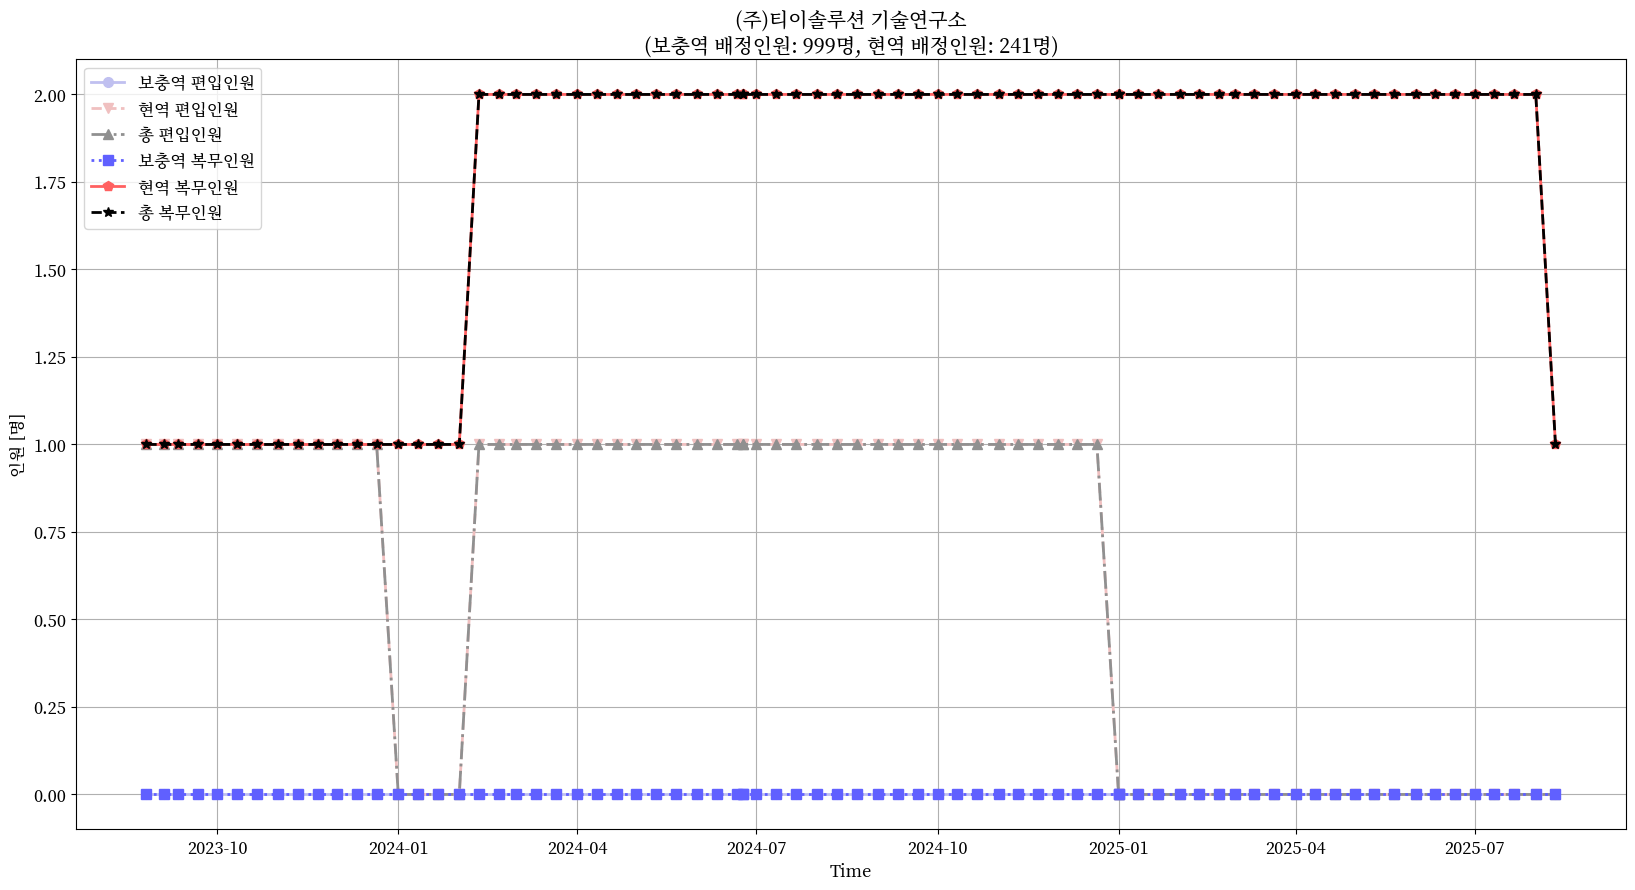 (주)티이솔루션 기술연구소
(보충역 배정인원: 999명, 현역 배정인원: 241명)
보충역 편입인원
현역 편입인원
총 편입인원
보충역 복무인원
현역 복무인원
총 복무인원
2.00
1.75
1.50
1.25
1.00
0.75
0.50
0.25
0.00
인원 [명]
2023-10
2024-01
2024-04
2024-07
2024-10
2025-01
2025-04
2025-07
Time